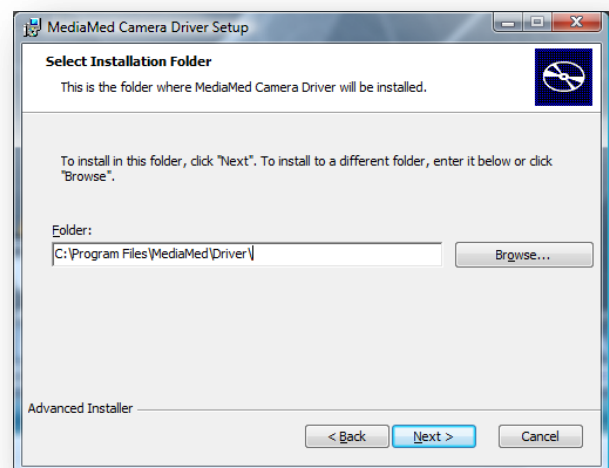 MediaMed Camera Driver Setup
Select Installation Folder
This is the folder where MediaMed Camera Driver will be installed.
To install in this folder, click "Next". To install to a different folder, enter it below or click
"Browse".
Folder:
C:\Program Files\MediaMed\Driver\
Browse...
Advanced Installer
< Back
Next >
Cancel